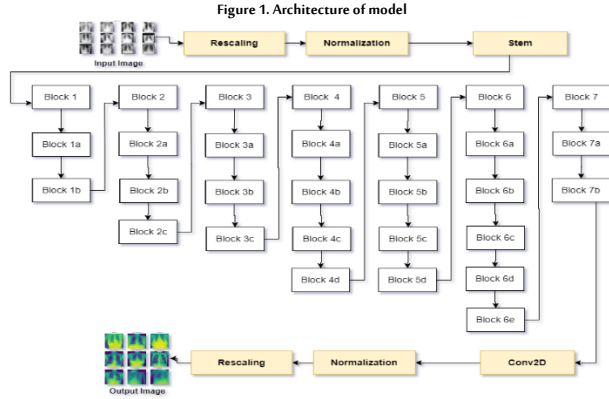 Figure 1. Architecture of model
Rescaling
Normalization
Stem
Input Image
Block 1
Block 1a
Block 1b
Block 2
Block 2a
Block 2b
Block 2c
Block 3
Block 3a
Block 3b
Block 3c
Block 4
Block 4a
Block 4b
Block 4c
Block 4d
Block 5
Block 5a
Block 5b
Block 5c
Block 5d
Block 6
Block 6a
Block 6b
Block 6c
Block 6d
Block 6e
Block 7
Block 7a
Block 7b
Conv2D
Normalization
Rescaling
Output Image